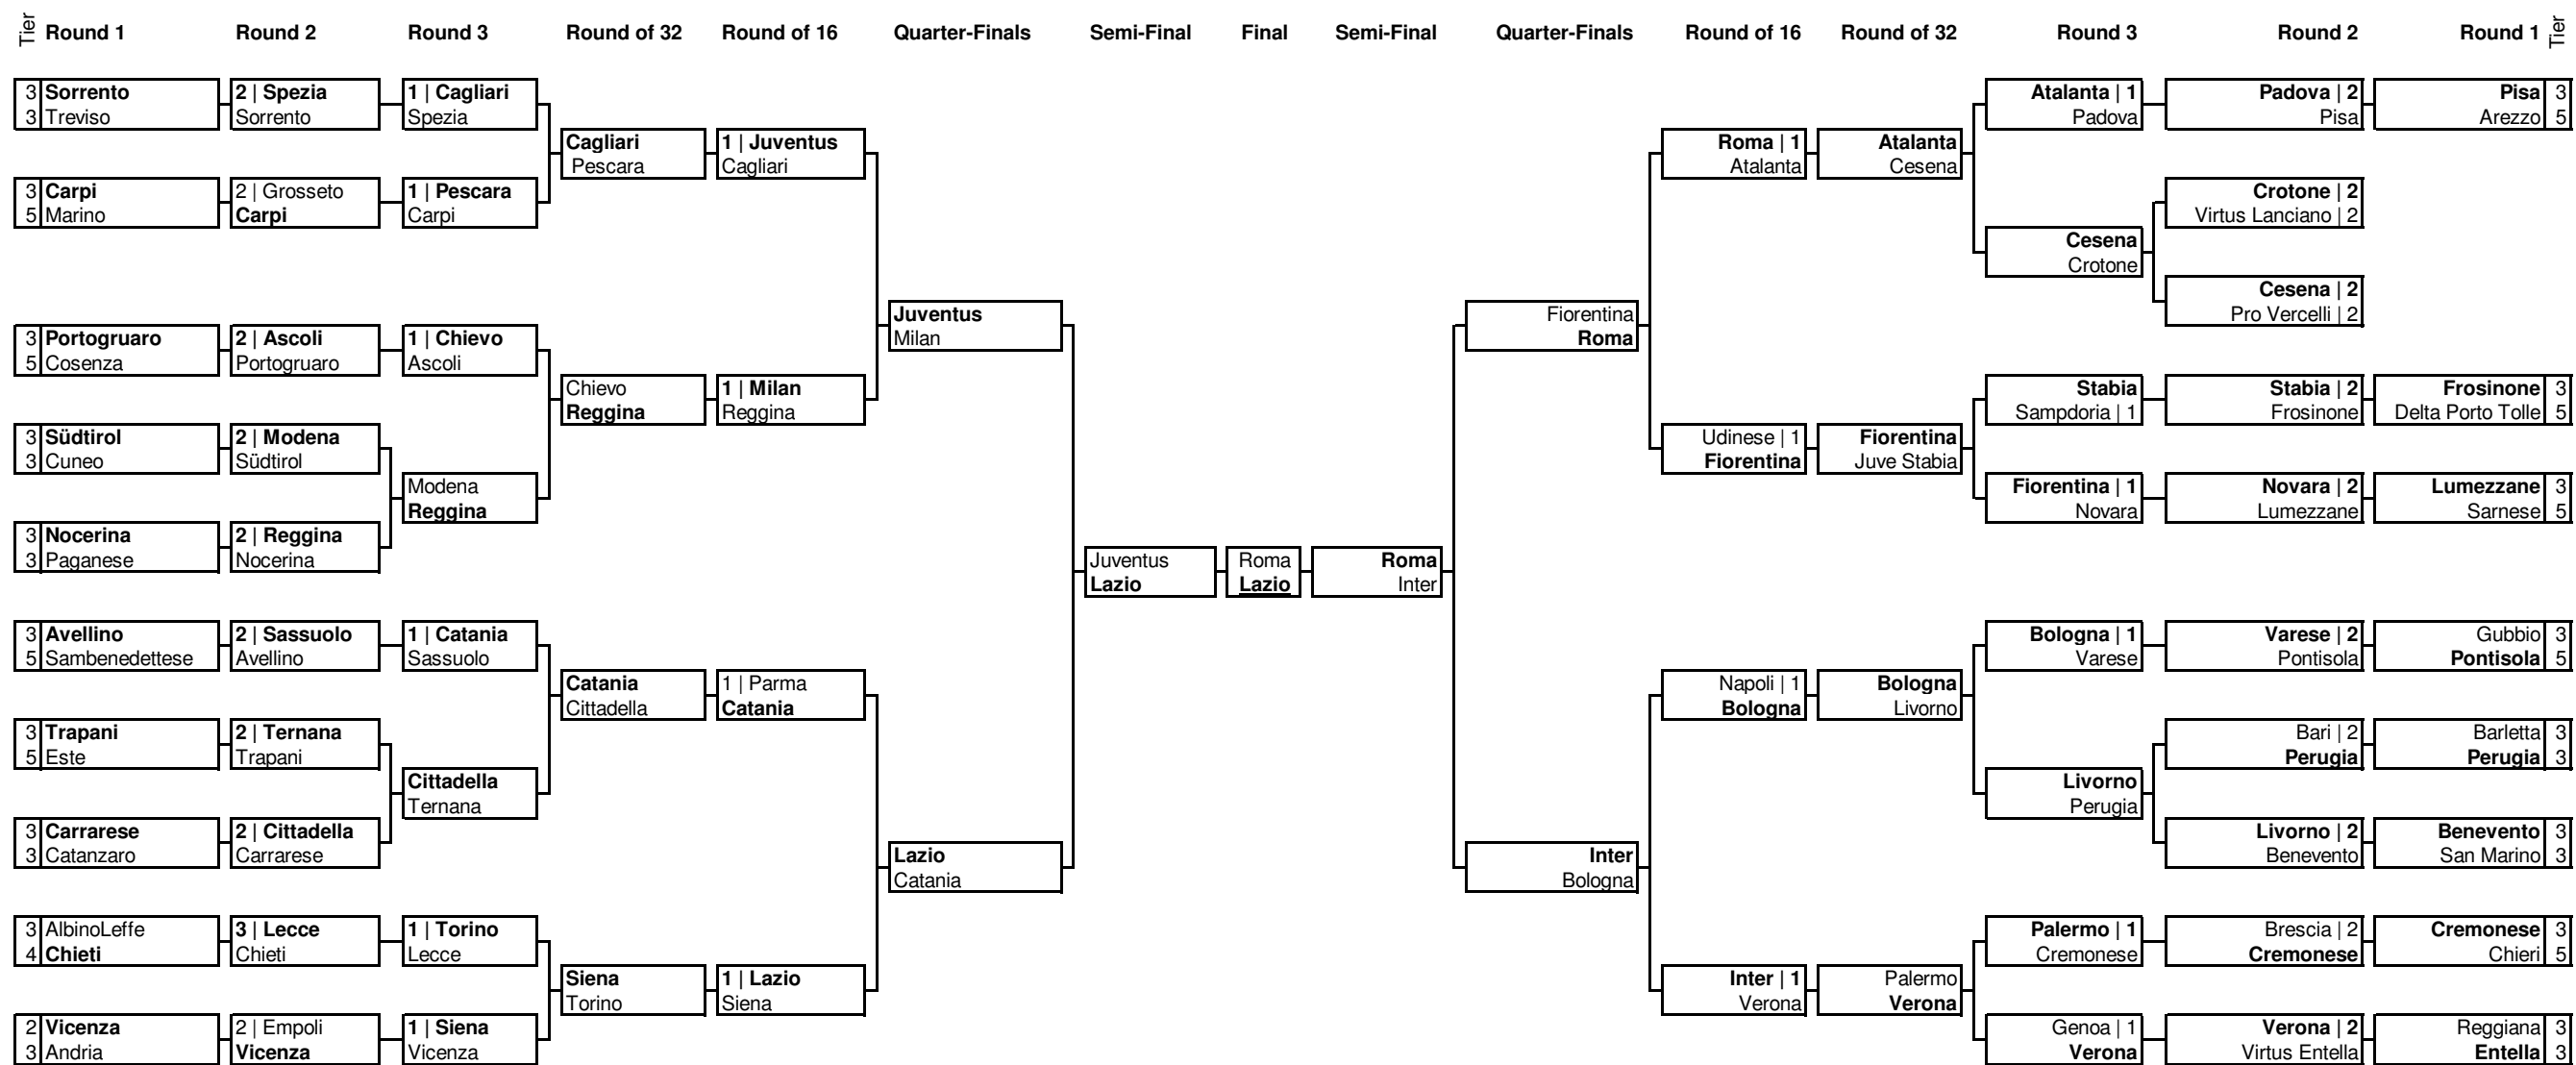 Tier Round 1 Round 2 Round 3 Round of 32 Round of 16 Quarter-Finals Semi-Final Final Semi-Final Quarter-Finals Round of 16 Round of 32 Round 3 Round 2 Round 1 Tier
3 Sorrento 2 | Spezia 1 | Cagliari Atalanta | 1 Padova | 2 Pisa 3
3 Treviso Sorrento Spezia Padova Pisa Arezzo 5
Cagliari 1 | Juventus Roma | 1 Atalanta
Pescara Cagliari Atalanta Cesena
3 Carpi 2 | Grosseto 1 | Pescara Crotone | 2
5 Marino Carpi Carpi Virtus Lanciano | 2
Cesena
Crotone
Cesena | 2
Juventus Fiorentina Pro Vercelli | 2
Milan Roma
3 Portogruaro 2 | Ascoli 1 | Chievo
5 Cosenza Portogruaro Ascoli
Chievo 1 | Milan Stabia Stabia | 2 Frosinone 3
Reggina Reggina Sampdoria | 1 Frosinone Delta Porto Tolle 5
3 Südtirol 2 | Modena Udinese | 1 Fiorentina
3 Cuneo Südtirol Fiorentina Juve Stabia
Modena Fiorentina | 1 Novara | 2 Lumezzane 3
Reggina Novara Lumezzane Sarnese 5
3 Nocerina 2 | Reggina
3 Paganese Nocerina Juventus Roma Roma
Lazio Lazio Inter
3 Avellino 2 | Sassuolo 1 | Catania Bologna | 1 Varese | 2 Gubbio 3
5 Sambenedettese Avellino Sassuolo Varese Pontisola Pontisola 5
Catania 1 | Parma Napoli | 1 Bologna
Cittadella Catania Bologna Livorno
3 Trapani 2 | Ternana Bari | 2 Barletta 3
5 Este Trapani Perugia Perugia 3
Cittadella Livorno
Ternana Perugia
3 Carrarese 2 | Cittadella Livorno | 2 Benevento 3
3 Catanzaro Carrarese Lazio Inter Benevento San Marino 3
Catania Bologna
3 AlbinoLeffe 3 | Lecce 1 | Torino Palermo | 1 Brescia | 2 Cremonese 3
4 Chieti Chieti Lecce Cremonese Cremonese Chieri 5
Siena 1 | Lazio Inter | 1 Palermo
Torino Siena Verona Verona
2 Vicenza 2 | Empoli 1 | Siena Genoa | 1 Verona | 2 Reggiana 3
3 Andria Vicenza Vicenza Verona Virtus Entella Entella 3